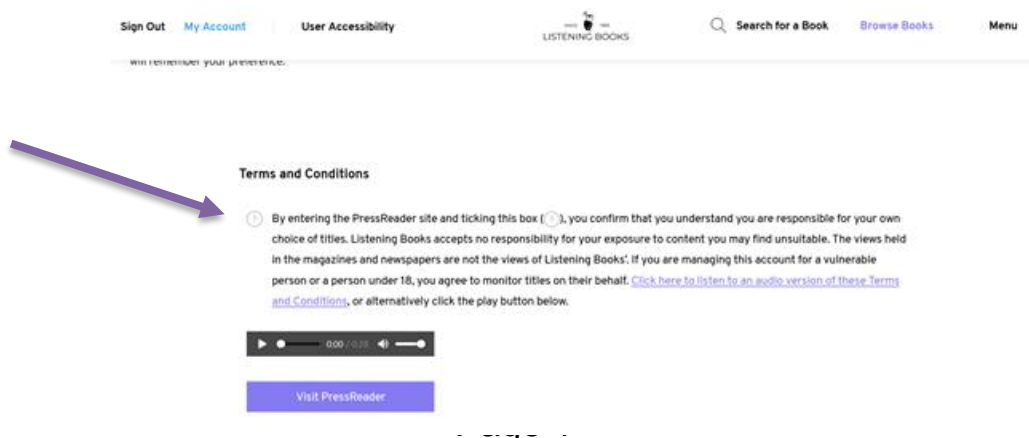 Sign Out My Account User Accessibility LISTENING BOOKS Search for a Book Browse Books Menu
will remember your preference.
Terms and Conditions
By entering the PressReader site and ticking this box ( ), you confirm that you understand you are responsible for your own
choice of titles. Listening Books accepts no responsibility for your exposure to content you may find unsuitable. The views held
in the magazines and newspapers are not the views of Listening Books'. If you are managing this account for a vulnerable
person or a person under 18, you agree to monitor titles on their behalf. Click here to listen to an audio version of these Terms
and Conditions, or alternatively click the play button below.
0:00 /
Visit PressReader